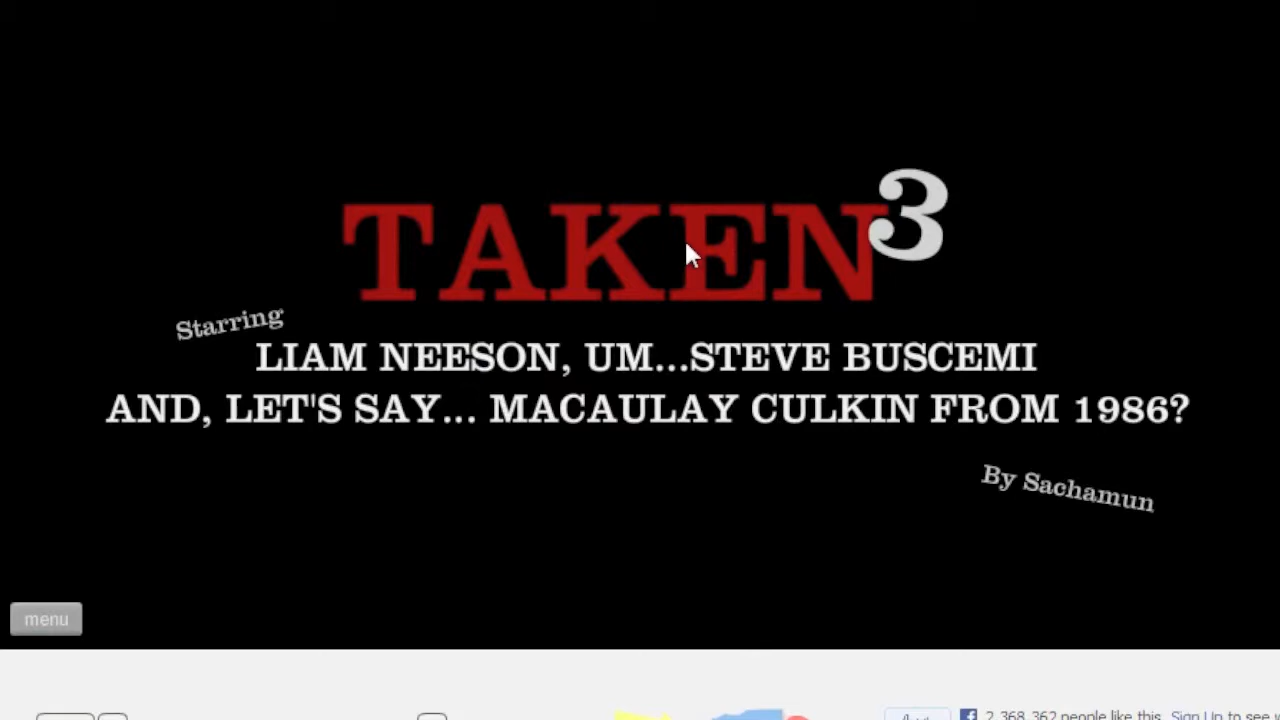 TAKEN3
Starring
LIAM NEESON, UM...STEVE BUSCEMI
AND, LET'S SAY... MACAULAY CULKIN FROM 1986?
By Sachamun
menu
2,368,362 people like this. Sign Up to see